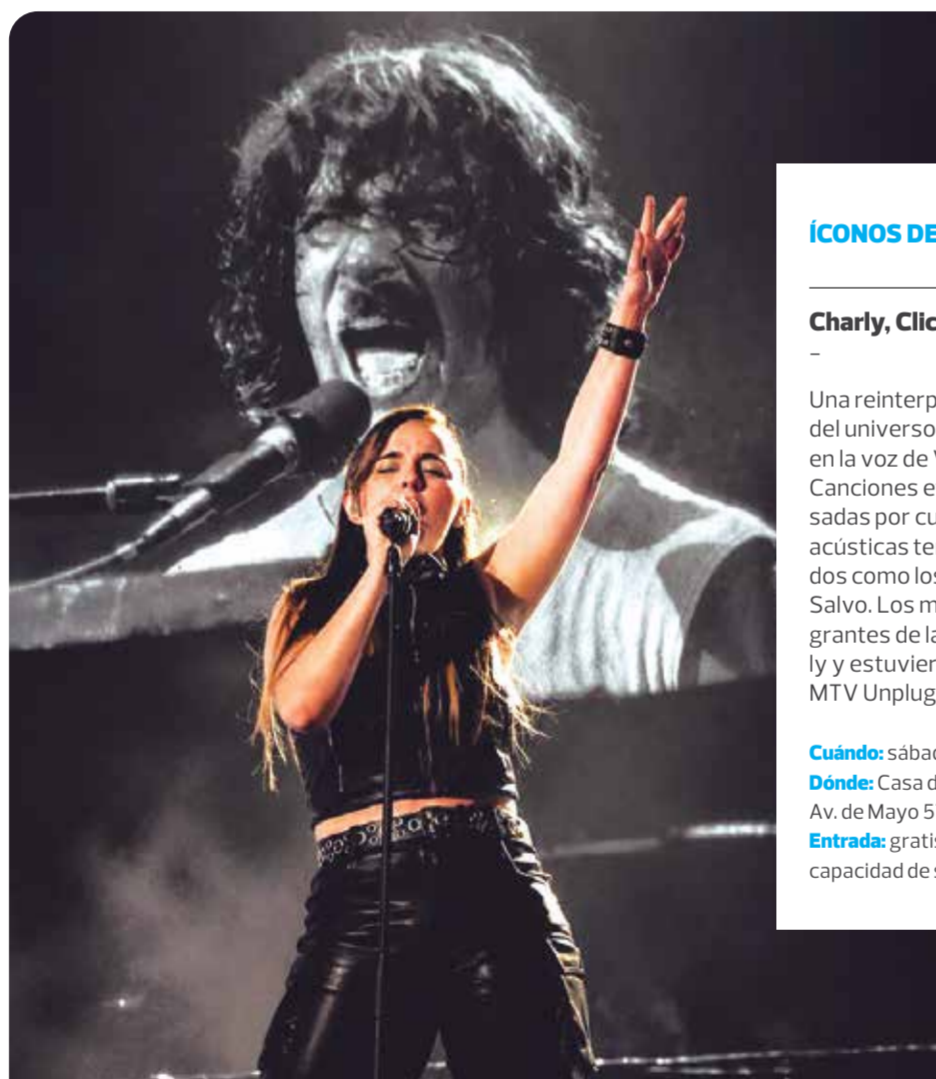 ÍCONOS DE
Charly, Clic
–
Una reinterp
del universo
en la voz de
Canciones e
sadas por cu
acústicas te
dos como los
Salvo. Los m
grantes de la
ly y estuvier
MTV Unplug
Cuándo: sábad
Dónde: Casa d
Av. de Mayo 5
Entrada: gratis
capacidad de s